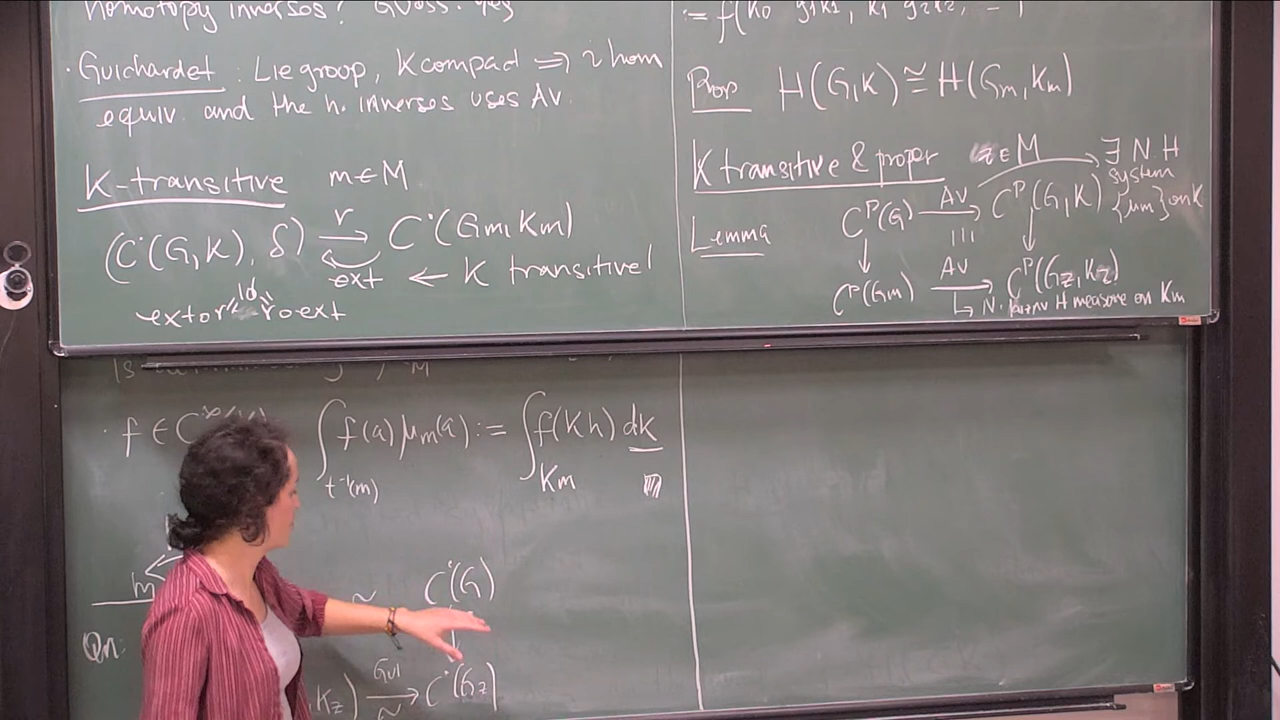 homotopy inverses? Guess: yes
· Guichardet : Lie group, K compact ⇒ i hom
equiv. and the h. inverses uses AV.
K-transitive m∈M
(C˙(G,K), δ) →r C˙(Gm,Km)
ext ← K transitive!
ext∘r "id" r∘ext
:= f(k0 g1k1, k1 g2k2, –
Prop H(G,K) ≅ H(Gm,Km)
K transitive & proper z∈M → ∃ N.H
system
{μm} on K
Lemma C^p(G) AV→ C^p(G,K)
↓ ||| ↓
C^p(Gm) AV→ C^p(Gz,Kz)
↳ N. H measure on Km
· f ∈ C ∫ f(a) μm(a) := ∫ f(kh) dk
t⁻¹(m) Km
m
~ C˙(G)
Qn:
Kz) Gui→ C˙(Gz)
~